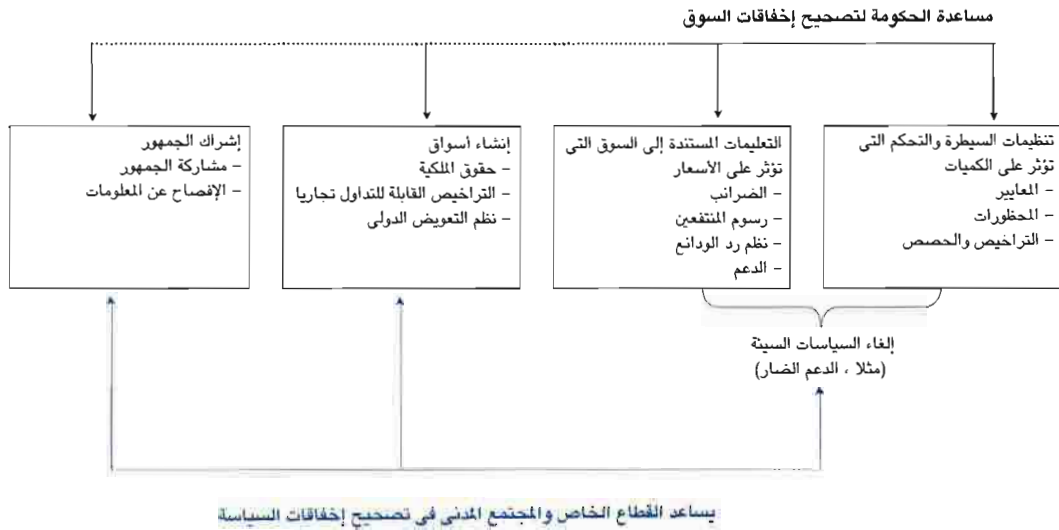 مساعدة الحكومة لتصحيح إخفاقات السوق
تنظيمات السيطرة والتحكم التى
تؤثر على الكميات
– المعايير
– المحظورات
– التراخيص والحصص
التعليمات المستندة إلى السوق التى
تؤثر على الأسعار
– الضرائب
– رسوم المنتفعين
– نظم رد الودائع
– الدعم
إنشاء أسواق
– حقوق الملكية
– التراخيص القابلة للتداول تجاريا
– نظم التعويض الدولى
إشراك الجمهور
– مشاركة الجمهور
– الإفصاح عن المعلومات
إلغاء السياسات السيئة
(مثلا ، الدعم الضار)
يساعد القطاع الخاص والمجتمع المدنى فى تصحيح إخفاقات السياسة